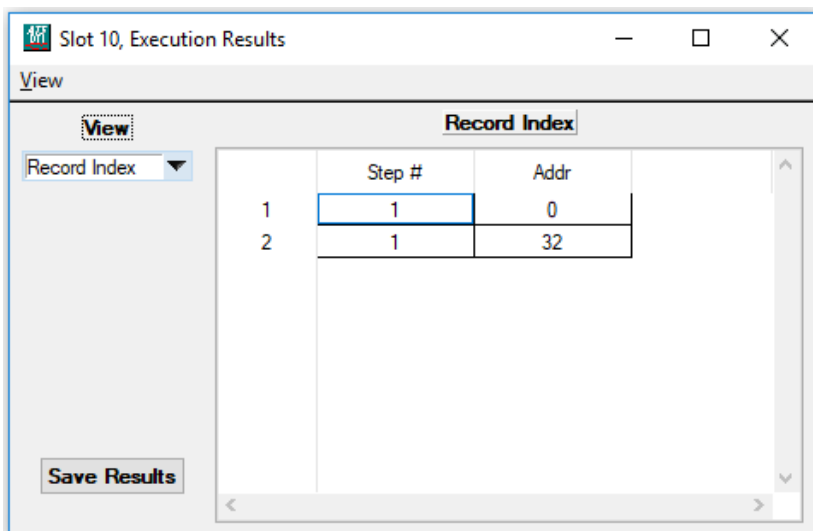 Slot 10, Execution Results
View
View
Record Index
Record Index
Step # Addr
1 1 0
2 1 32
Save Results